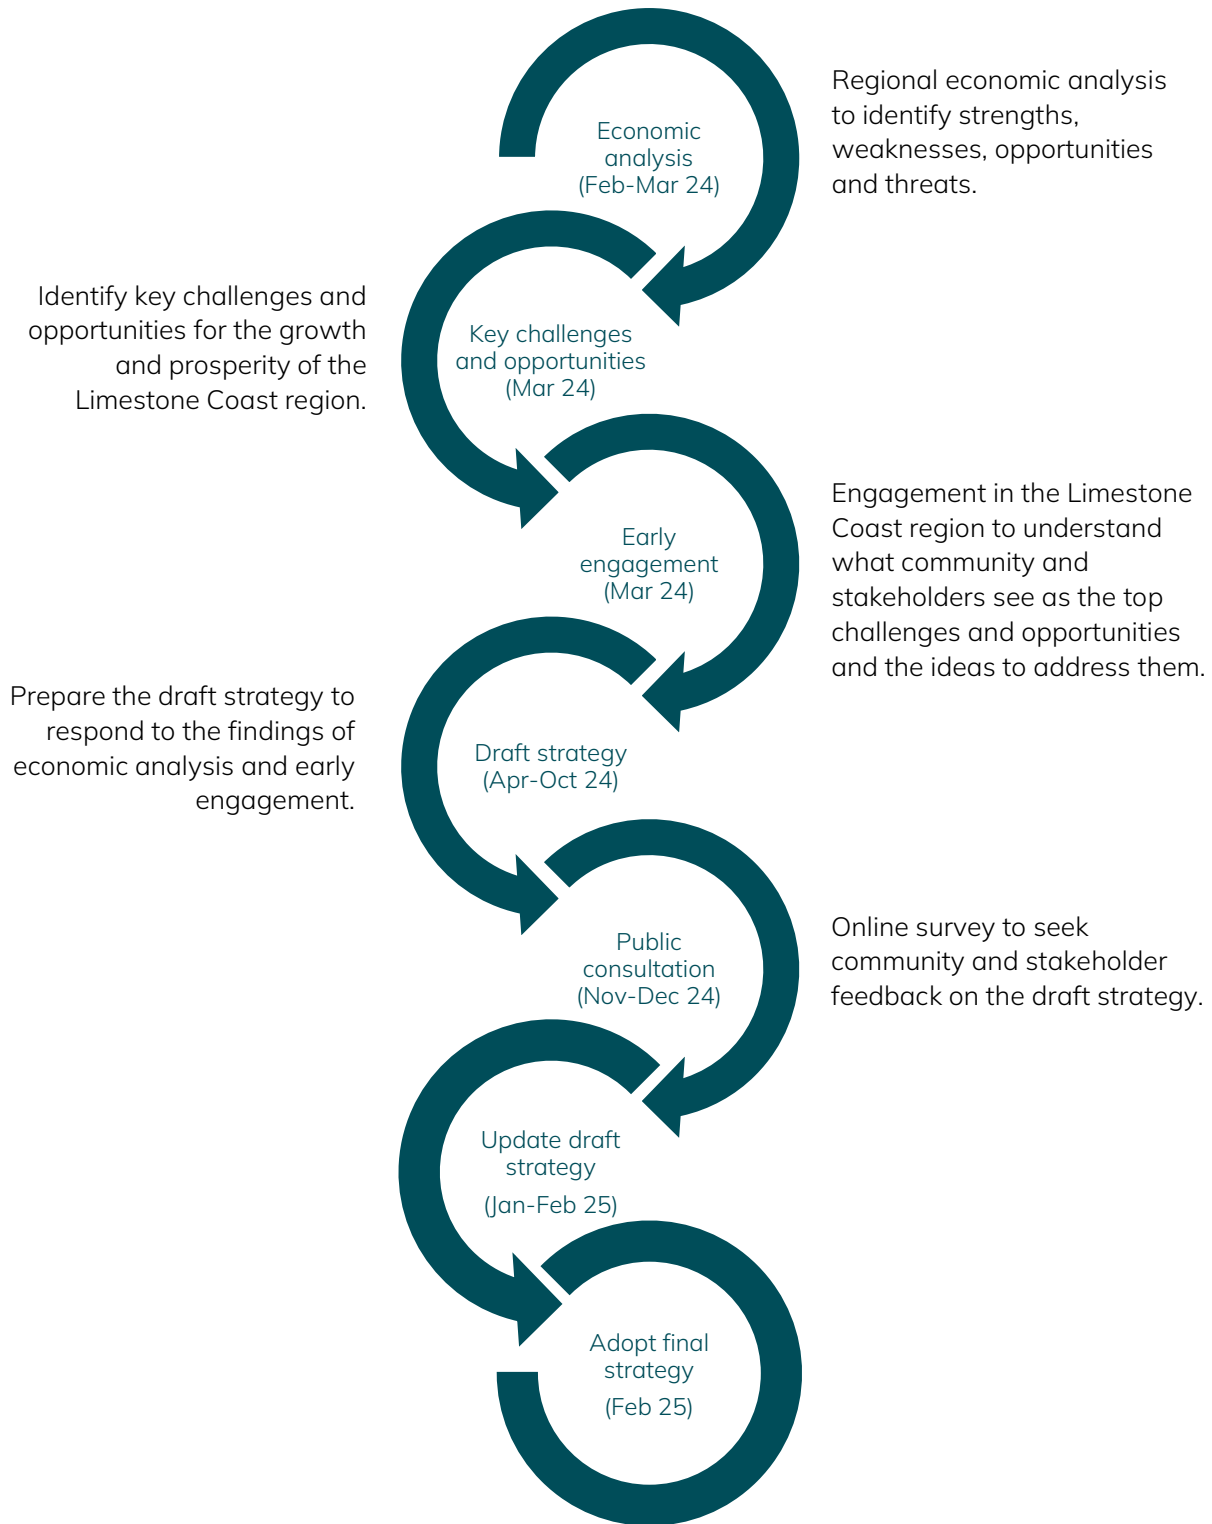 Economic
analysis
(Feb-Mar 24)
Regional economic analysis
to identify strengths,
weaknesses, opportunities
and threats.
Identify key challenges and
opportunities for the growth
and prosperity of the
Limestone Coast region.
Key challenges
and opportunities
(Mar 24)
Early
engagement
(Mar 24)
Engagement in the Limestone
Coast region to understand
what community and
stakeholders see as the top
challenges and opportunities
and the ideas to address them.
Prepare the draft strategy to
respond to the findings of
economic analysis and early
engagement.
Draft strategy
(Apr-Oct 24)
Public
consultation
(Nov-Dec 24)
Online survey to seek
community and stakeholder
feedback on the draft strategy.
Update draft
strategy
(Jan-Feb 25)
Adopt final
strategy
(Feb 25)